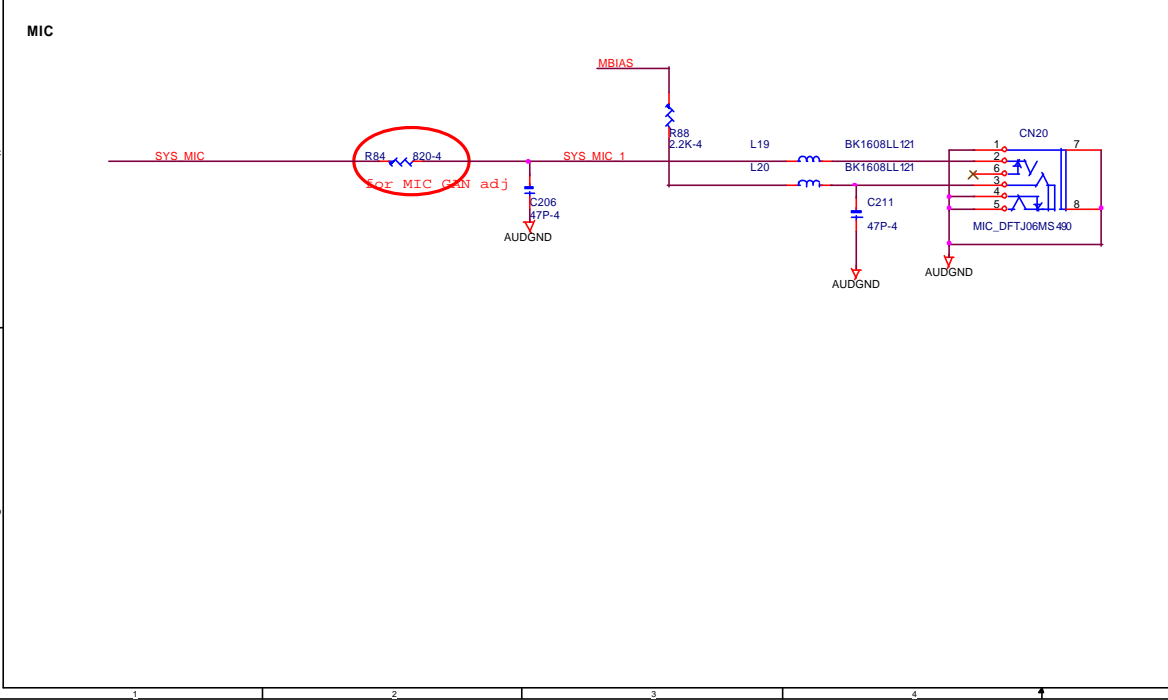 MIC
MBIAS
R88
2.2K-4
SYS_MIC
R84
820-4
for MIC GAN adj
SYS_MIC_1
C206
47P-4
AUDGND
L19
BK1608LL121
L20
BK1608LL121
C211
47P-4
AUDGND
CN20
1
2
6
3
4
5
7
8
MIC_DFTJ06MS490
AUDGND
1
2
3
4